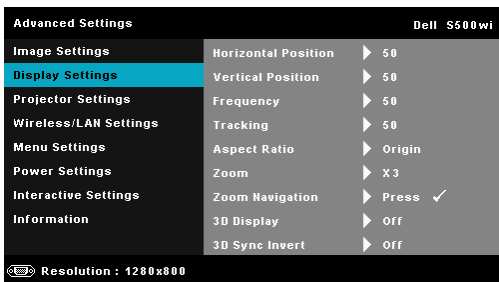 Advanced Settings Dell S500wi
Image Settings
Display Settings
Projector Settings
Wireless/LAN Settings
Menu Settings
Power Settings
Interactive Settings
Information
Horizontal Position 50
Vertical Position 50
Frequency 50
Tracking 50
Aspect Ratio Origin
Zoom X3
Zoom Navigation Press ✓
3D Display Off
3D Sync Invert Off
Resolution : 1280x800